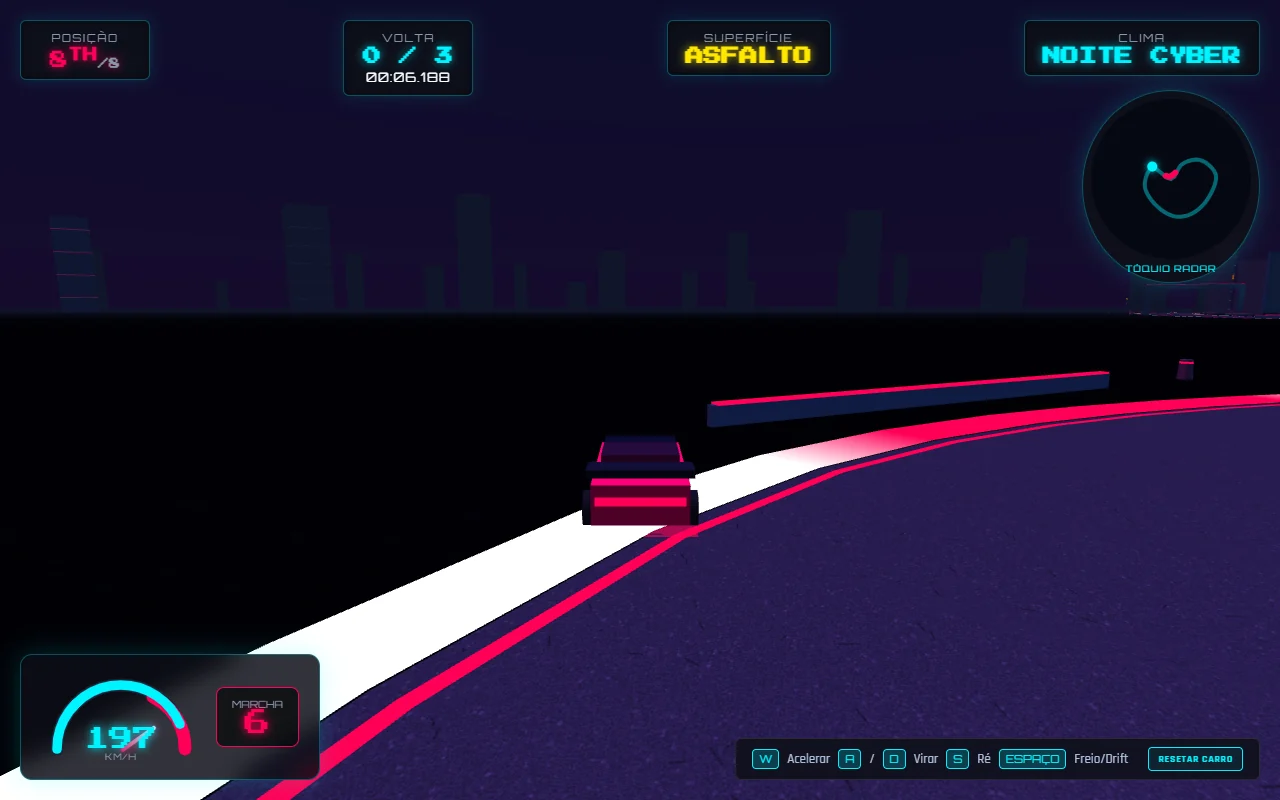 POSIÇÃO
8TH/8
VOLTA
0 / 3
00:06.188
SUPERFÍCIE
ASFALTO
CLIMA
NOITE CYBER
TÓQUIO RADAR
197
KM/H
MARCHA
6
W Acelerar A / D Virar S Ré ESPAÇO Freio/Drift RESETAR CARRO